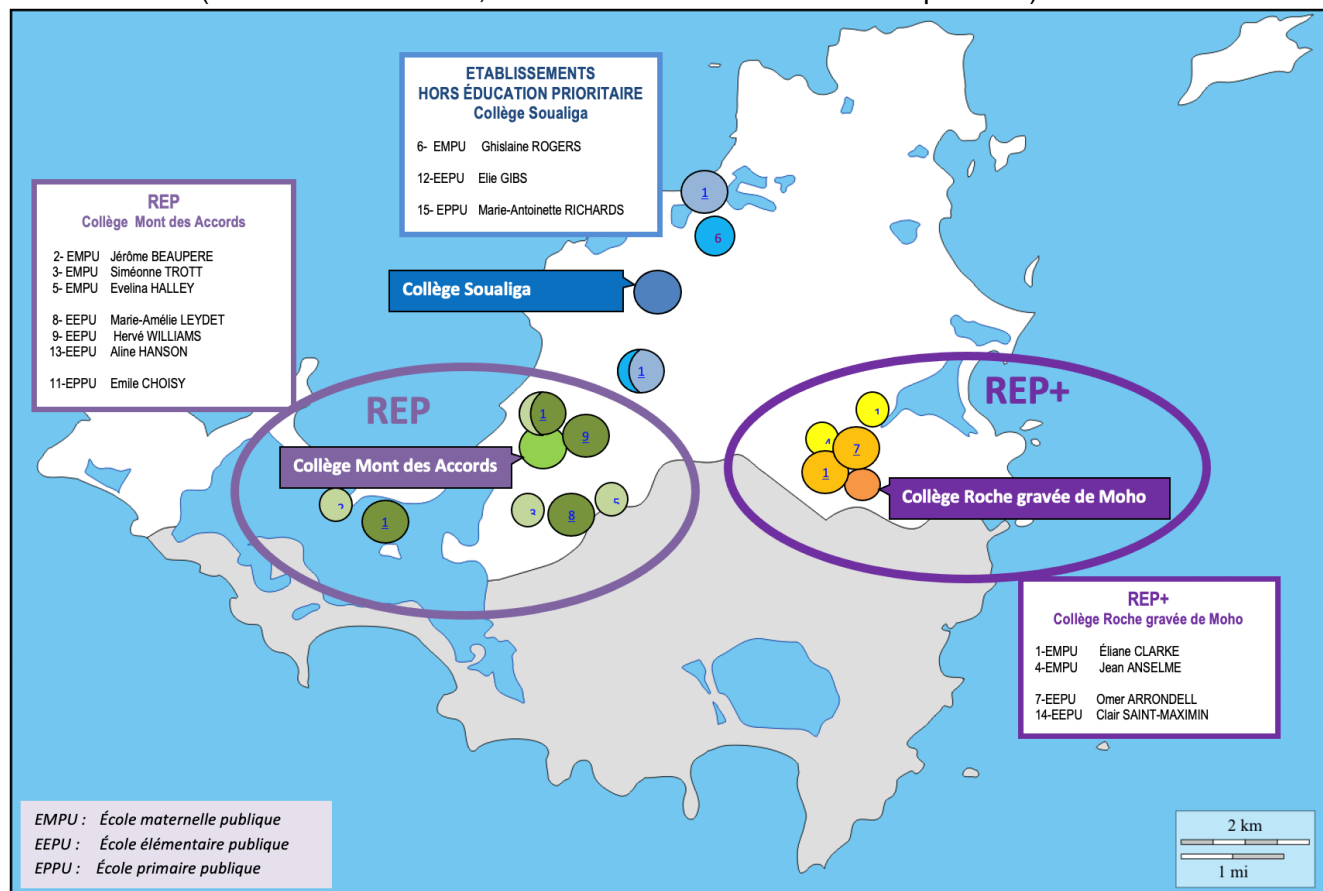 ETABLISSEMENTS
HORS ÉDUCATION PRIORITAIRE
Collège Soualiga
6- EMPU Ghislaine ROGERS
12-EEPU Elie GIBS
15- EPPU Marie-Antoinette RICHARDS
REP
Collège Mont des Accords
2- EMPU Jérôme BEAUPERE
3- EMPU Siméonne TROTT
5- EMPU Evelina HALLEY
8- EEPU Marie-Amélie LEYDET
9- EEPU Hervé WILLIAMS
13-EEPU Aline HANSON
11-EPPU Emile CHOISY
1
6
Collège Soualiga
1
REP
1
9
Collège Mont des Accords
2
1
3
8
5
REP+
1
4
7
1
Collège Roche gravée de Moho
REP+
Collège Roche gravée de Moho
1-EMPU Éliane CLARKE
4-EMPU Jean ANSELME
7-EEPU Omer ARRONDELL
14-EEPU Clair SAINT-MAXIMIN
EMPU : École maternelle publique
EEPU : École élémentaire publique
EPPU : École primaire publique
2 km
1 mi